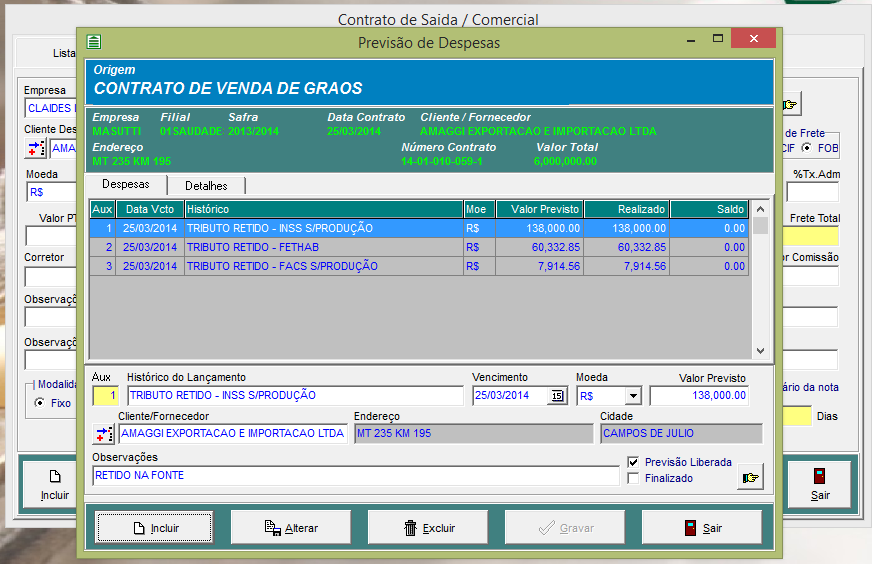 Contrato de Saida / Comercial
Previsão de Despesas
Lista
Origem
CONTRATO DE VENDA DE GRAOS
Empresa Filial Safra Data Contrato Cliente / Fornecedor
MASUTTI 01SAUDADE 2013/2014 25/03/2014 AMAGGI EXPORTACAO E IMPORTACAO LTDA
Endereço Número Contrato Valor Total
MT 235 KM 195 14-01-010-059-1 6,000,000.00
Despesas Detalhes
Aux Data Vcto Histórico Moe Valor Previsto Realizado Saldo
1 25/03/2014 TRIBUTO RETIDO - INSS S/PRODUÇÃO R$ 138,000.00 138,000.00 0.00
2 25/03/2014 TRIBUTO RETIDO - FETHAB R$ 60,332.85 60,332.85 0.00
3 25/03/2014 TRIBUTO RETIDO - FACS S/PRODUÇÃO R$ 7,914.56 7,914.56 0.00
Aux Histórico do Lançamento Vencimento Moeda Valor Previsto
1 TRIBUTO RETIDO - INSS S/PRODUÇÃO 25/03/2014 15 R$ 138,000.00
Cliente/Fornecedor Endereço Cidade
AMAGGI EXPORTACAO E IMPORTACAO LTDA MT 235 KM 195 CAMPOS DE JULIO
Observações
RETIDO NA FONTE
Previsão Liberada
Finalizado
Incluir Alterar Excluir Gravar Sair
Empresa
CLAIDES
Cliente Des
AMA
Moeda
R$
Valor PT
Corretor
Observaçõ
Observaçõ
Modalida
Fixo
Incluir
de Frete
CIF FOB
%Tx.Adm
Frete Total
or Comissão
ário da nota
Dias
Sair